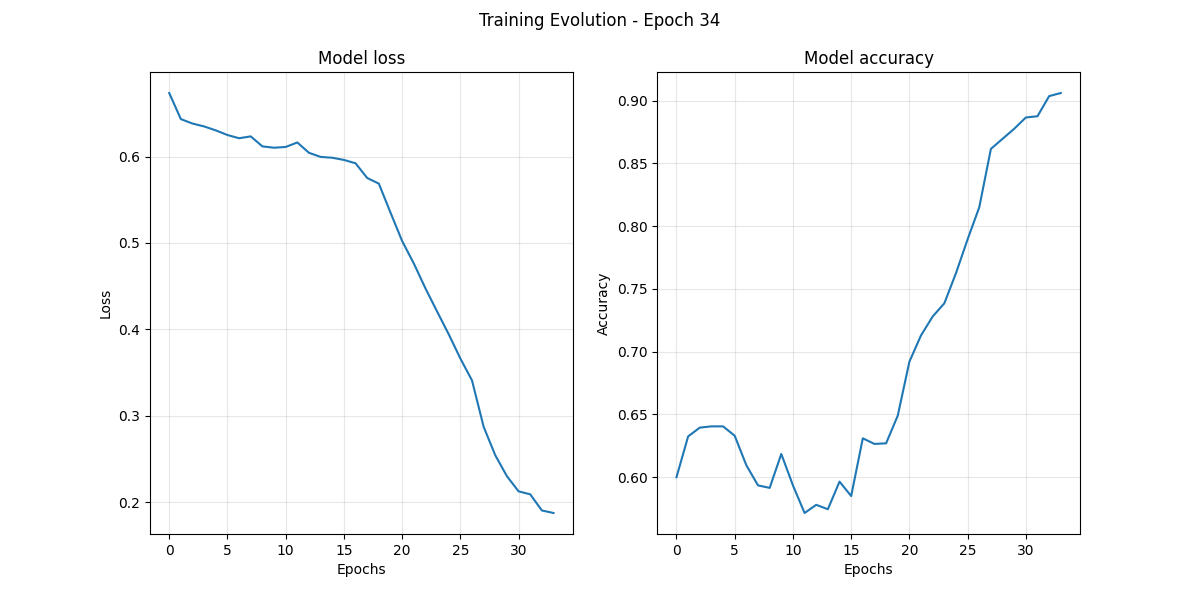 Training Evolution - Epoch 34
Model loss
Loss
0.6
0.5
0.4
0.3
0.2
0 5 10 15 20 25 30
Epochs
Model accuracy
Accuracy
0.90
0.85
0.80
0.75
0.70
0.65
0.60
0 5 10 15 20 25 30
Epochs